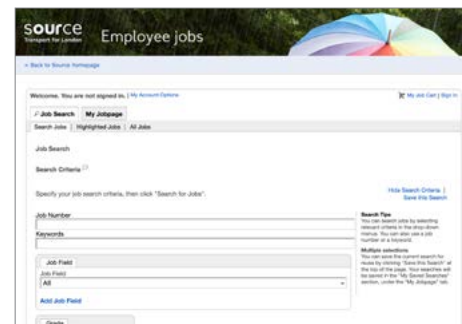 source
Transport for London
Employee jobs
« Back to Source homepage
Welcome. You are not signed in. | My Account Options
My Job Cart | Sign In
Job Search
My Jobpage
Search Jobs | Highlighted Jobs | All Jobs
Job Search
Search Criteria
Specify your job search criteria, then click "Search for Jobs".
Hide Search Criteria |
Save this Search
Job Number
Keywords
Job Field
Job Field
All
Add Job Field
Grade
Search Tips
You can search jobs by selecting
relevant criteria in the drop-down
menus. You can also use a job
number or a keyword.
Multiple selections
You can save the current search for
reuse by clicking "Save this Search" at
the top of the page. Your searches will
be saved in the "My Saved Searches"
section, under the "My Jobpage" tab.